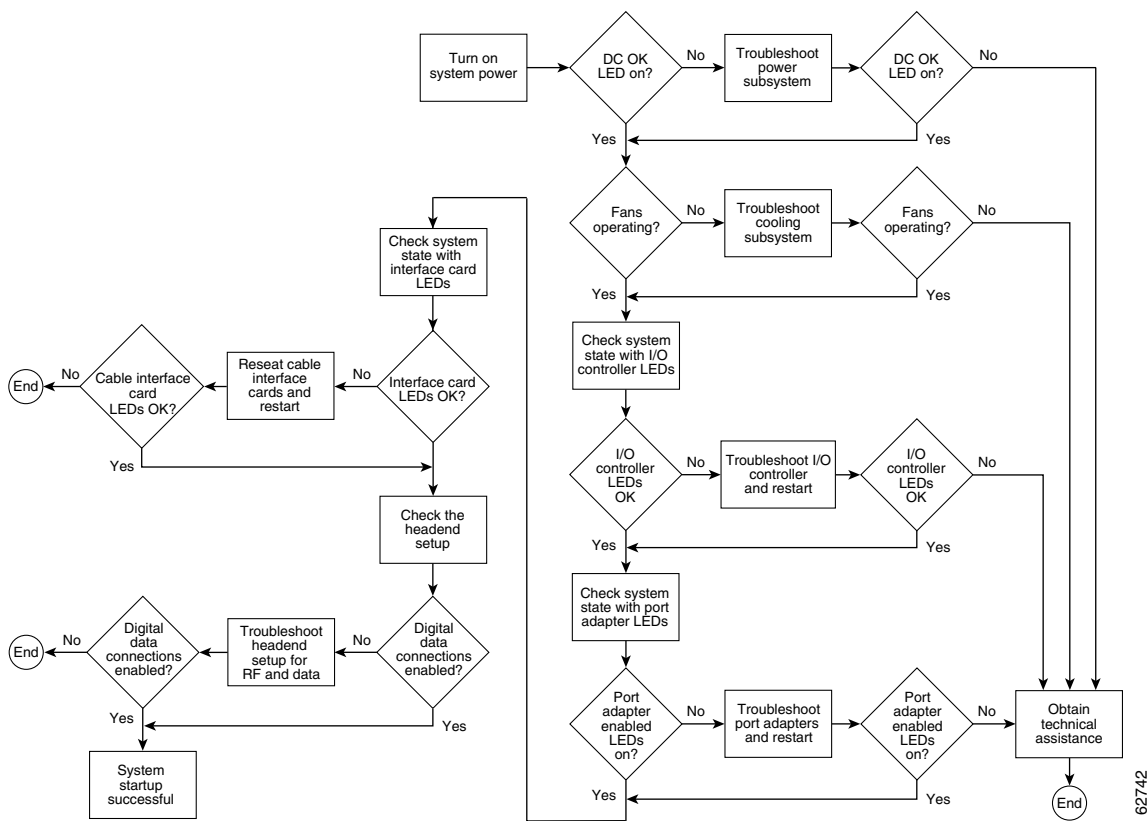 Turn on
system power
DC OK
LED on?
No
Troubleshoot
power
subsystem
DC OK
LED on?
No
Yes
Yes
Fans
operating?
No
Troubleshoot
cooling
subsystem
Fans
operating?
No
Yes
Yes
Check system
state with I/O
controller LEDs
I/O
controller
LEDs
OK
No
Troubleshoot I/O
controller
and restart
I/O
controller
LEDs
OK
No
Yes
Yes
Check system
state with port
adapter LEDs
Port
adapter
enabled
LEDs
on?
No
Troubleshoot
port adapters
and restart
Port
adapter
enabled
LEDs
on?
No
Obtain
technical
assistance
End
Yes
Yes
Check system
state with
interface card
LEDs
Interface card
LEDs OK?
No
Reseat cable
interface
cards and
restart
Cable interface
card
LEDs OK?
No
End
Yes
Check the
headend
setup
Digital
data
connections
enabled?
No
Troubleshoot
headend
setup for
RF and data
Digital
data
connections
enabled?
No
End
Yes
Yes
System
startup
successful
62742